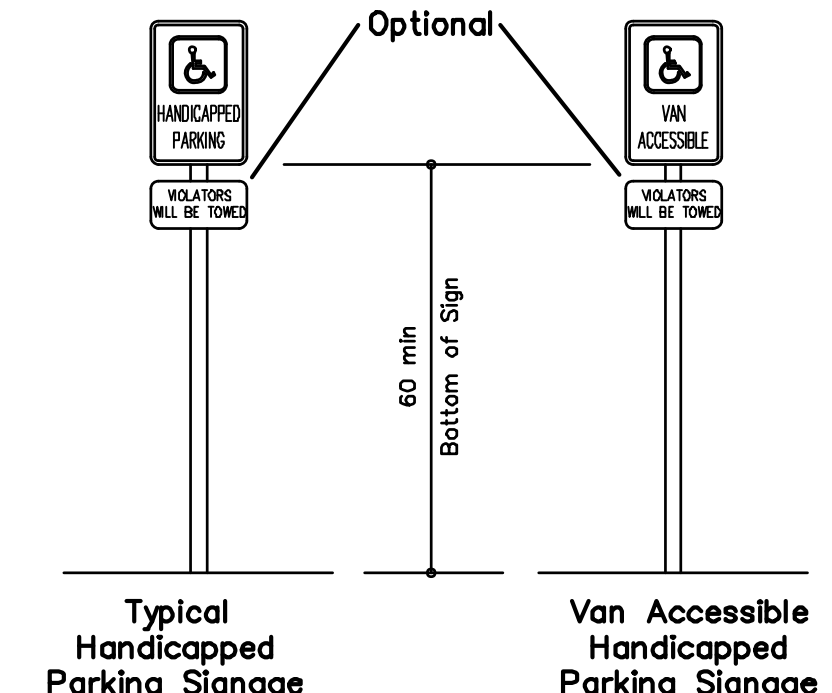 Optional
HANDICAPPED
PARKING
VIOLATORS
WILL BE TOWED
VAN
ACCESSIBLE
VIOLATORS
WILL BE TOWED
60 min
Bottom of Sign
Typical
Handicapped
Parking Signage
Van Accessible
Handicapped
Parking Signage